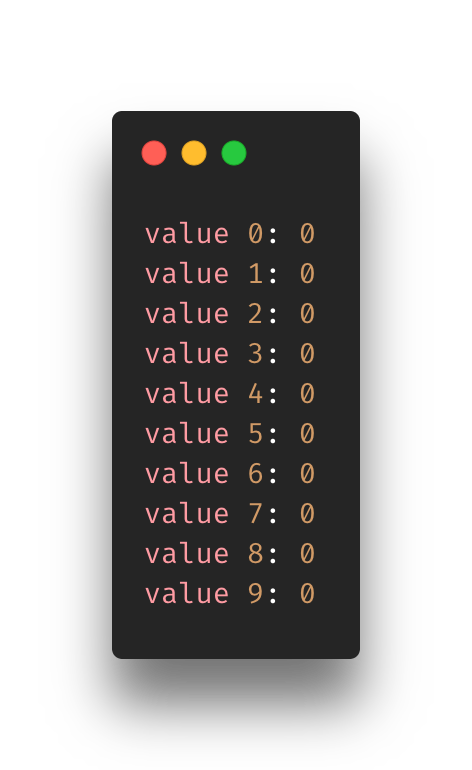 value 0: 0
value 1: 0
value 2: 0
value 3: 0
value 4: 0
value 5: 0
value 6: 0
value 7: 0
value 8: 0
value 9: 0